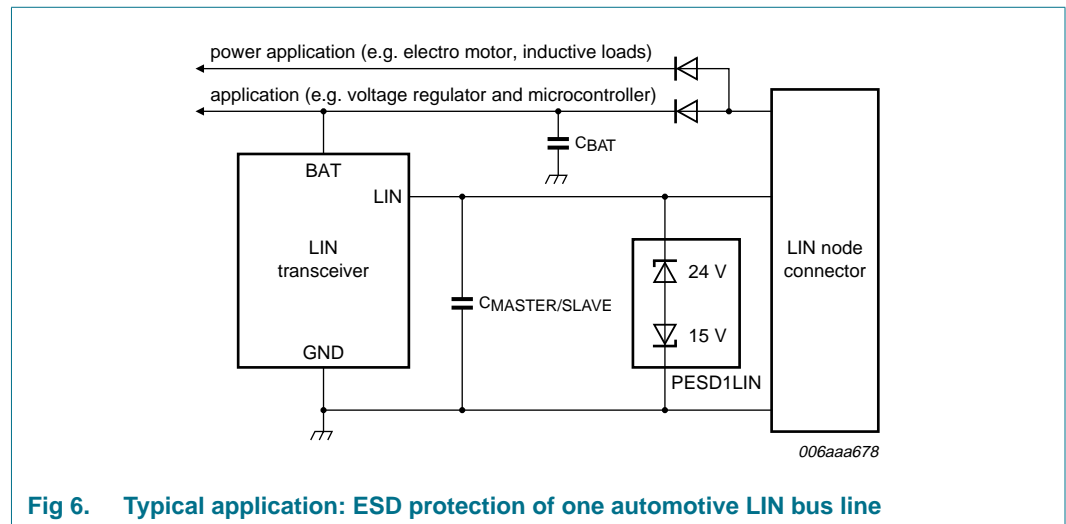 power application (e.g. electro motor, inductive loads)
application (e.g. voltage regulator and microcontroller)
CBAT
BAT
LIN
LIN
transceiver
24 V
LIN node
connector
CMASTER/SLAVE
15 V
GND
PESD1LIN
006aaa678
Fig 6. Typical application: ESD protection of one automotive LIN bus line